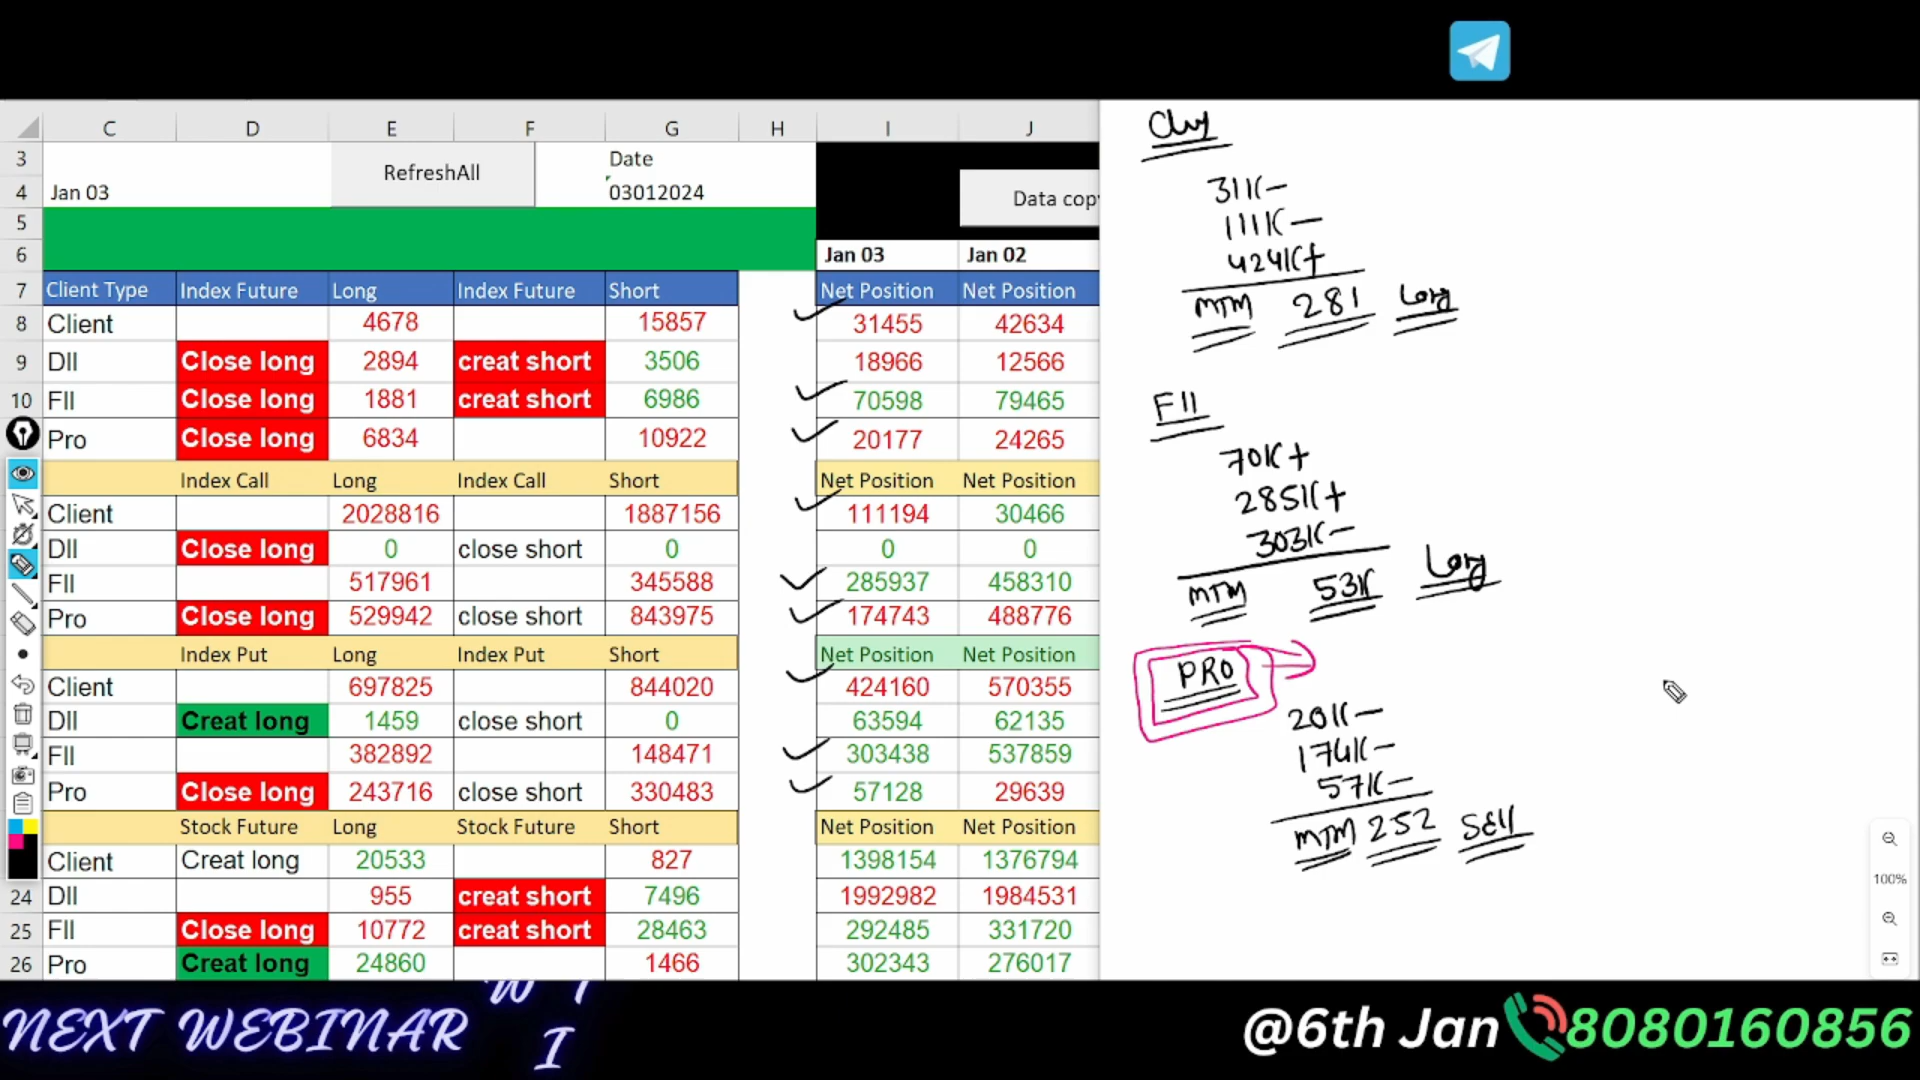 C D E F G H I J
3 RefreshAll Date
4 Jan 03 03012024 Data copy
5
6 Jan 03 Jan 02
7 Client Type Index Future Long Index Future Short Net Position Net Position
8 Client 4678 15857 31455 42634
9 DII Close long 2894 creat short 3506 18966 12566
10 FII Close long 1881 creat short 6986 70598 79465
Pro Close long 6834 10922 20177 24265
Index Call Long Index Call Short Net Position Net Position
Client 2028816 1887156 111194 30466
DII Close long 0 close short 0 0 0
FII 517961 345588 285937 458310
Pro Close long 529942 close short 843975 174743 488776
Index Put Long Index Put Short Net Position Net Position
Client 697825 844020 424160 570355
DII Creat long 1459 close short 0 63594 62135
FII 382892 148471 303438 537859
Pro Close long 243716 close short 330483 57128 29639
Stock Future Long Stock Future Short Net Position Net Position
Client Creat long 20533 827 1398154 1376794
24 DII 955 creat short 7496 1992982 1984531
25 FII Close long 10772 creat short 28463 292485 331720
26 Pro Creat long 24860 1466 302343 276017
31K-
111K-
424K+
MTM 281 Long
FII
70K+
285K+
303K-
MTM 53K Long
PRO
20K-
174K-
57K-
MTM 252 Sell
100%
NEXT WEBINAR
@6th Jan 8080160856